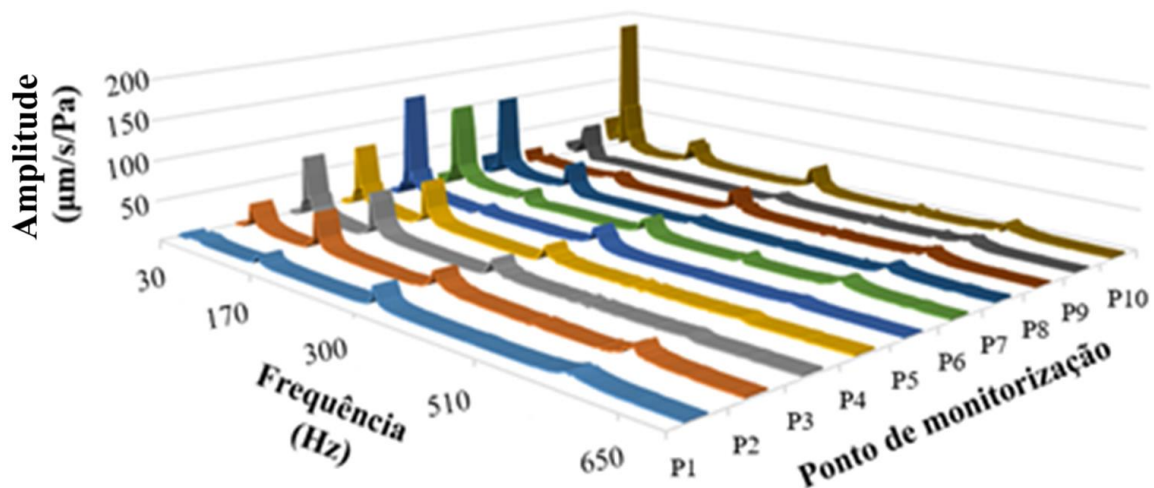 Amplitude
(μm/s/Pa)
200
150
100
50
30
170
300
510
650
Frequência
(Hz)
P1
P2
P3
P4
P5
P6
P7
P8
P9
P10
Ponto de monitorização